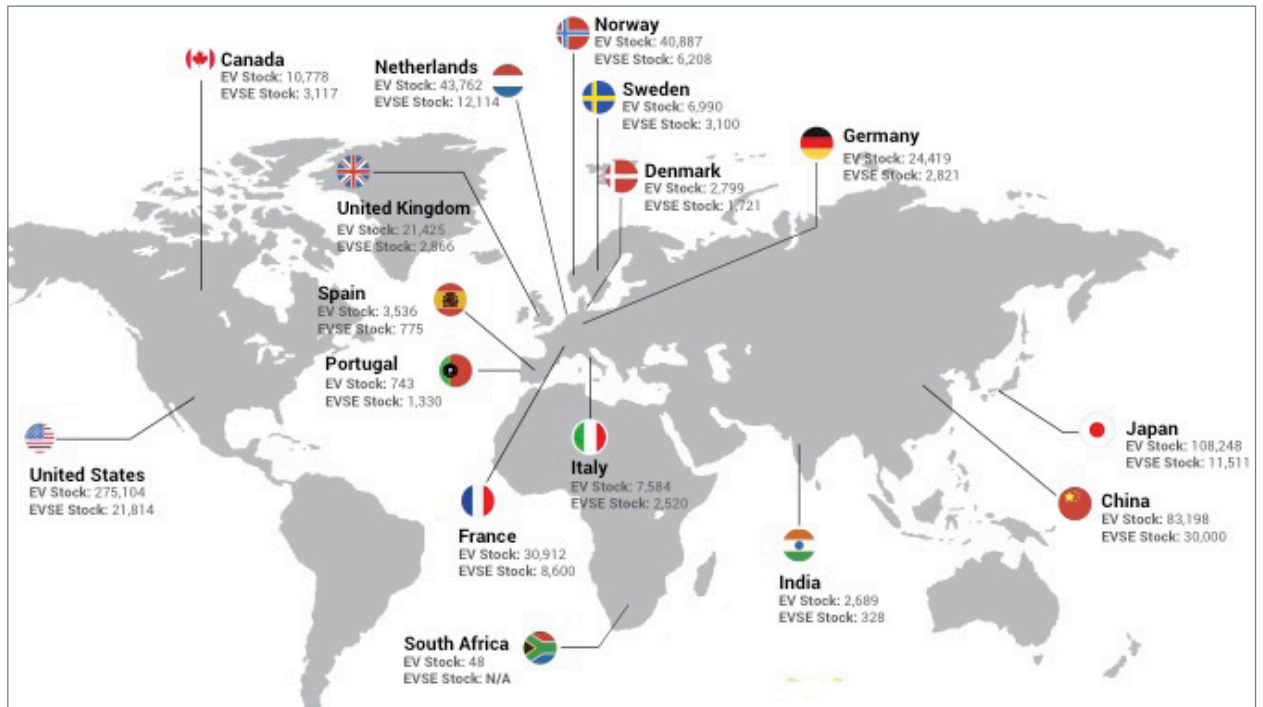 Norway
EV Stock: 40,887
EVSE Stock: 6,208
Canada
EV Stock: 10,778
EVSE Stock: 3,117
Netherlands
EV Stock: 43,762
EVSE Stock: 12,114
Sweden
EV Stock: 6,990
EVSE Stock: 3,100
Germany
EV Stock: 24,419
EVSE Stock: 2,821
Denmark
EV Stock: 2,799
EVSE Stock: 1,721
United Kingdom
EV Stock: 21,425
EVSE Stock: 2,866
Spain
EV Stock: 3,536
EVSE Stock: 775
Portugal
EV Stock: 743
EVSE Stock: 1,330
United States
EV Stock: 275,104
EVSE Stock: 21,814
Italy
EV Stock: 7,584
EVSE Stock: 2,520
Japan
EV Stock: 108,248
EVSE Stock: 11,511
France
EV Stock: 30,912
EVSE Stock: 8,600
China
EV Stock: 83,198
EVSE Stock: 30,000
India
EV Stock: 2,689
EVSE Stock: 328
South Africa
EV Stock: 48
EVSE Stock: N/A